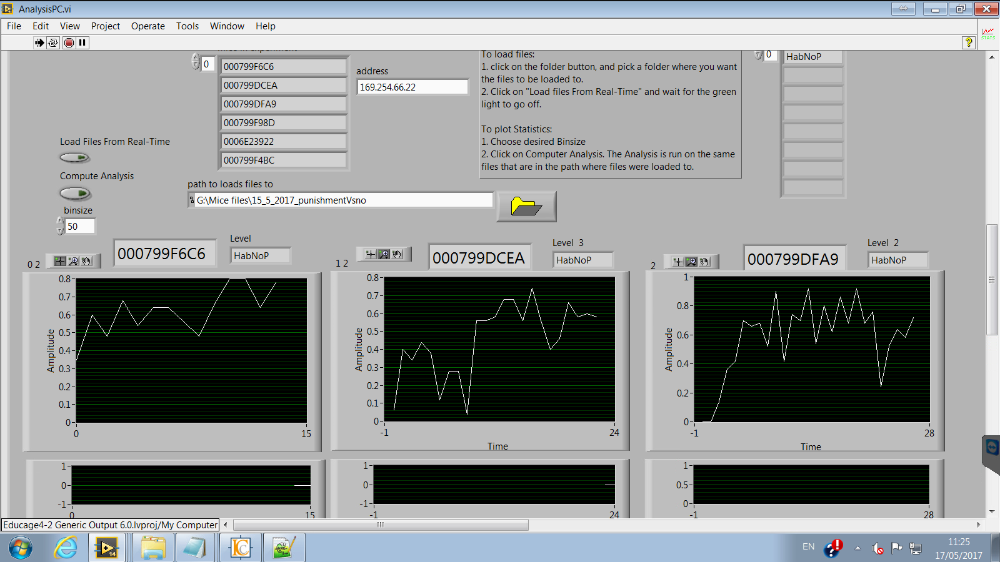 AnalysisPC.vi
File Edit View Project Operate Tools Window Help
STATS
0
000799F6C6
000799DCEA
000799DFA9
000799F98D
0006E23922
000799F4BC
address
169.254.66.22
To load files:
1. click on the folder button, and pick a folder where you want
the files to be loaded to.
2. Click on "Load files From Real-Time" and wait for the green
light to go off.
To plot Statistics:
1. Choose desired Binsize
2. Click on Computer Analysis. The Analysis is run on the same
files that are in the path where files were loaded to.
0
HabNoP
Load Files From Real-Time
Compute Analysis
binsize
50
path to loads files to
G:\Mice files\15_5_2017_punishmentVsno
0 2
000799F6C6
Level
HabNoP
0.8
0.7
0.6
0.5
0.4
0.3
0.2
0.1
0
Amplitude
0 15
1 2
000799DCEA
Level 3
HabNoP
0.8
0.7
0.6
0.5
0.4
0.3
0.2
0.1
0
Amplitude
-1 24
Time
2
000799DFA9
Level 2
HabNoP
1
0.8
0.6
0.4
0.2
0
Amplitude
-1 28
Time
1
0
-1
0 15
1
0
-1
-1 24
1
0.5
0
-1 28
Educage4-2 Generic Output 6.0.lvproj/My Computer
14
EN
11:25
17/05/2017